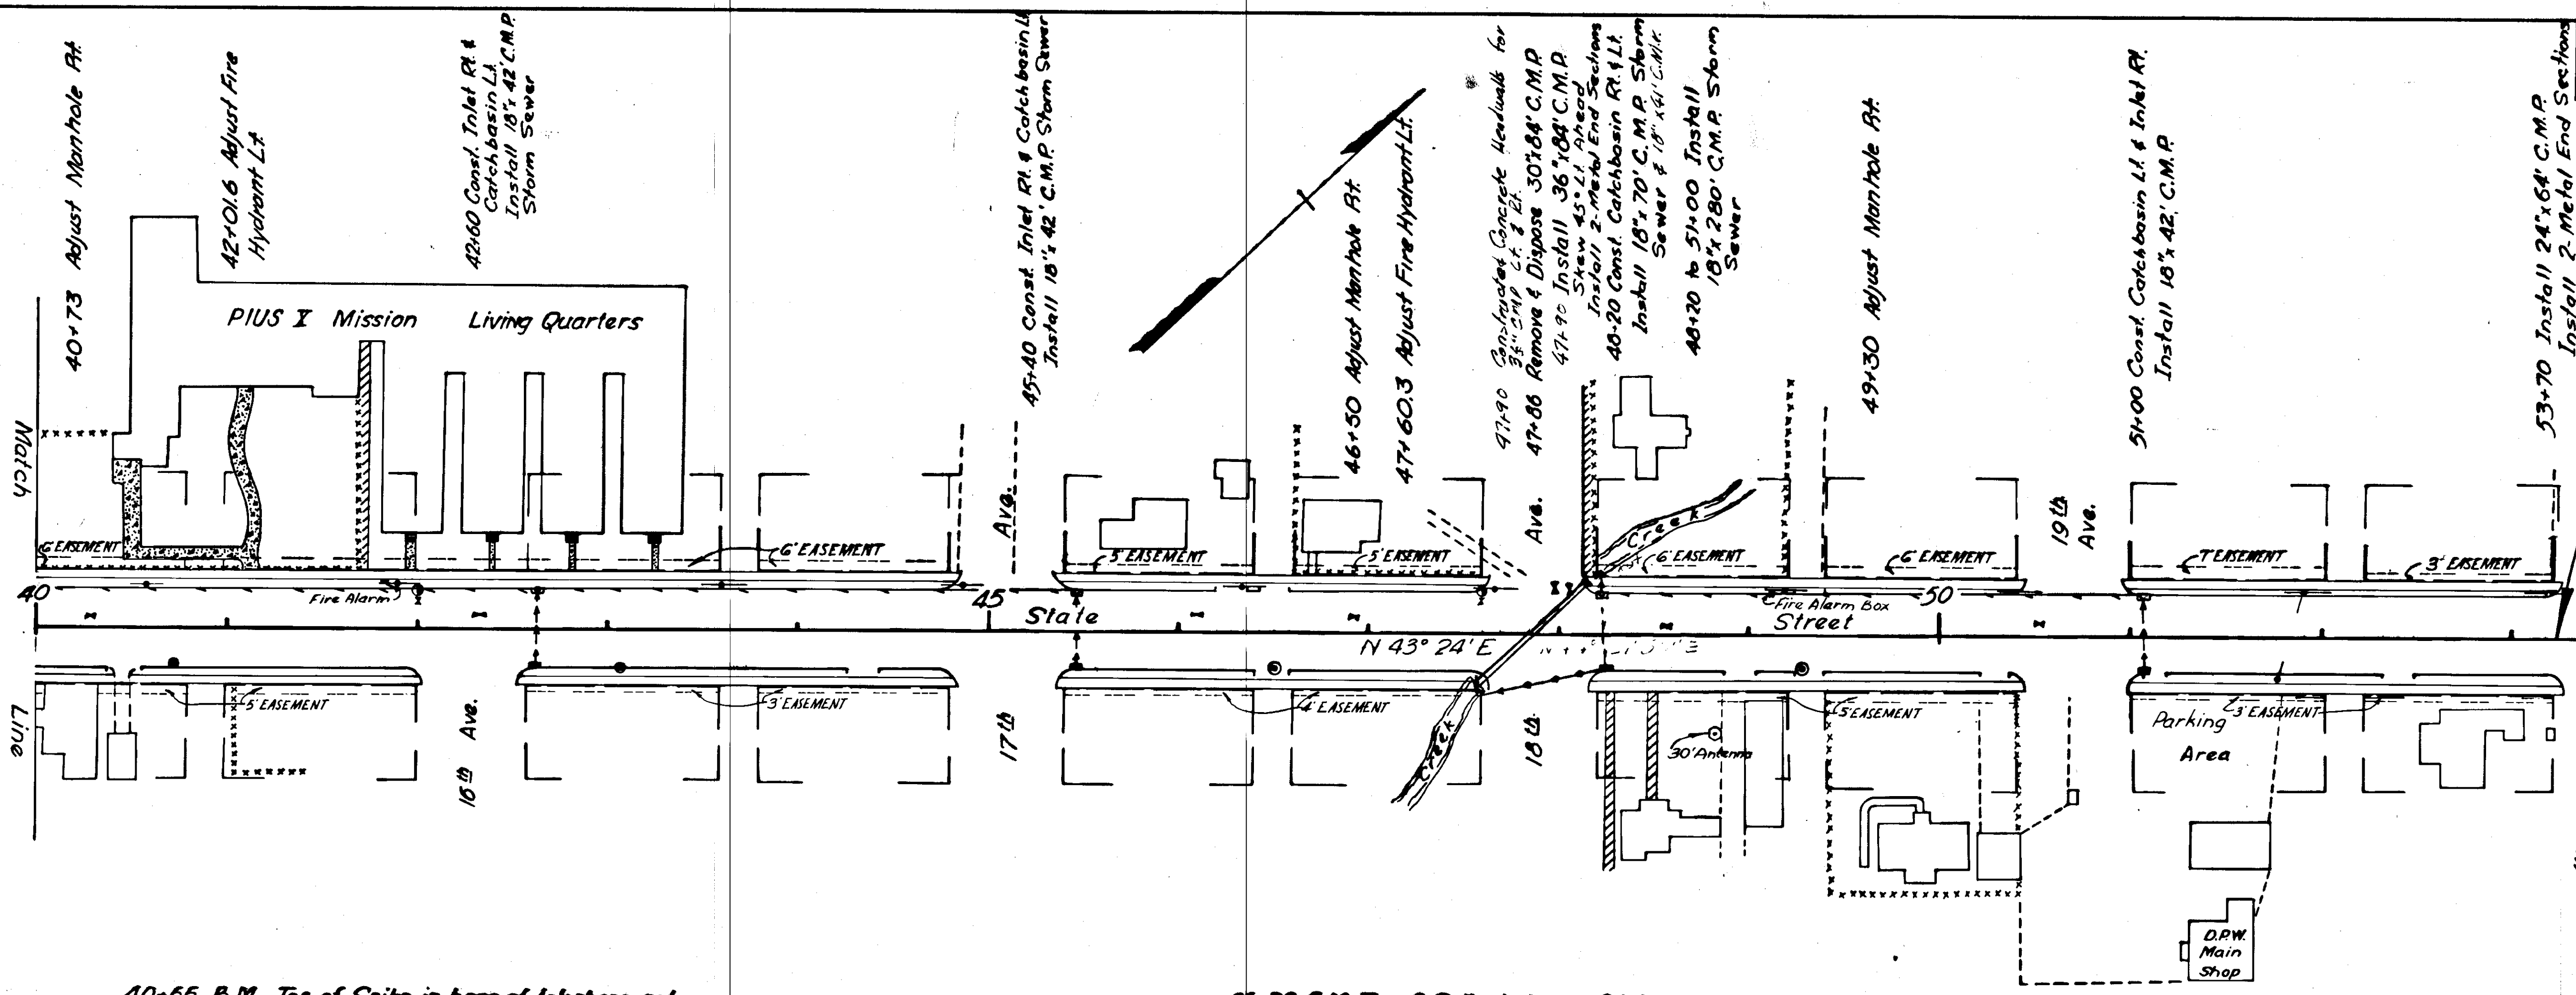 40+73 Adjust Manhole Rt.
42+01.6 Adjust Fire
Hydrant Lt.
42+60 Const. Inlet Rt. &
Catchbasin Lt.
Install 18" x 42' C.M.P.
Storm Sewer
45+40 Const. Inlet Rt. & Catchbasin Lt.
Install 18" x 42' C.M.P. Storm Sewer
46+50 Adjust Manhole Rt.
47+60.3 Adjust Fire Hydrant Lt.
47+90 Constructed Concrete Headwalls for
36" CMP Lt. & Rt.
47+86 Remove & Dispose 30"x84' C.M.P.
47+90 Install 36"x84' C.M.P.
Skew 45° Lt. Ahead
Install 2-Metal End Sections
48+20 Const. Catchbasin Rt. & Lt.
Install 18" x 70' C.M.P. Storm
Sewer & 18" x 41' C.M.P.
48+20 to 51+00 Install
18" x 280' C.M.P. Storm
Sewer
49+30 Adjust Manhole Rt.
51+00 Const. Catchbasin Lt. & Inlet Rt.
Install 18" x 42' C.M.P.
53+70 Install 24" x 64' C.M.P.
Install 2-Metal End Sections
PIUS X Mission Living Quarters
Match
Line
6' EASEMENT
6' EASEMENT
Ave.
5' EASEMENT
5' EASEMENT
Ave.
Creek
6' EASEMENT
6' EASEMENT
19th
Ave.
7' EASEMENT
3' EASEMENT
40
Fire Alarm
45
State
Fire Alarm Box
50
Street
N 43° 24' E
5' EASEMENT
16th Ave.
3' EASEMENT
17th
4' EASEMENT
Creek
18th
30' Antenna
5' EASEMENT
Parking
Area
3' EASEMENT
D.P.W.
Main
Shop
40+55 B.M. Top of Spike in base of